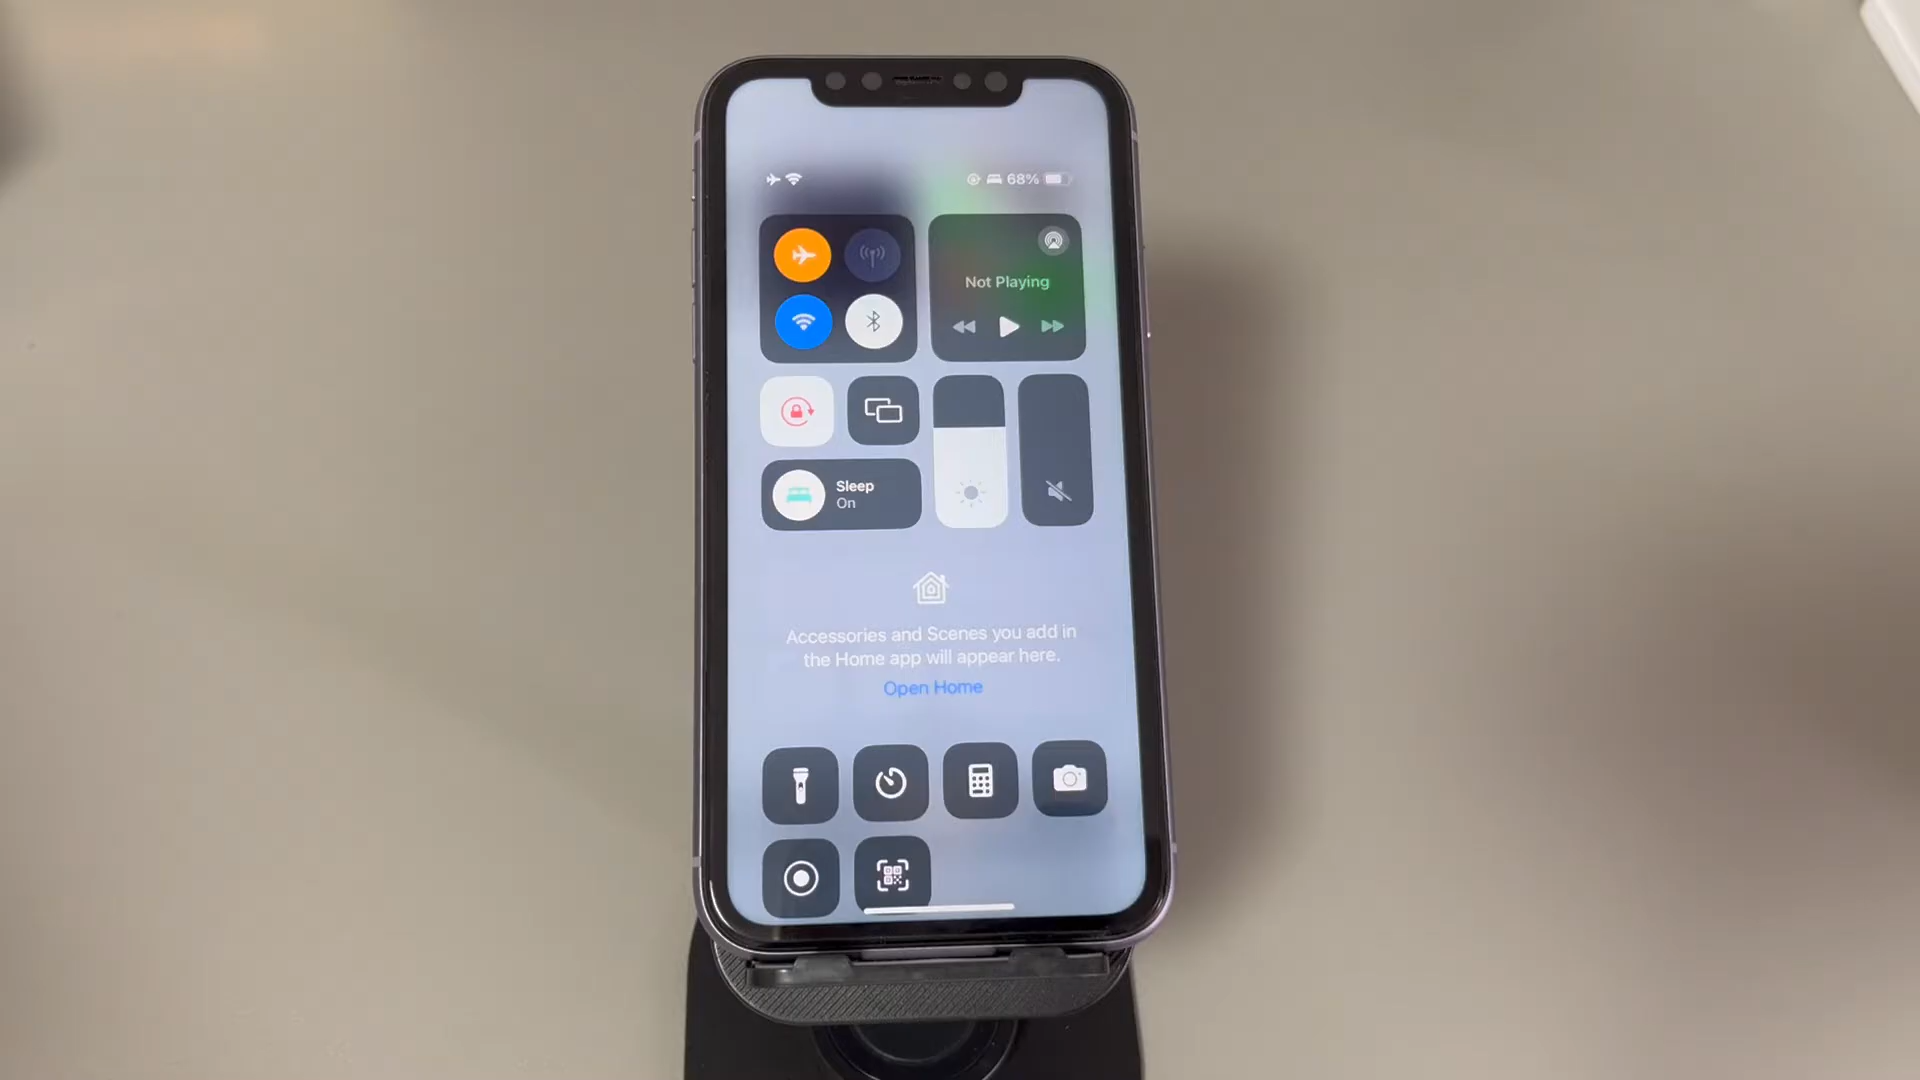 68%
Not Playing
Sleep
On
Accessories and Scenes you add in
the Home app will appear here.
Open Home